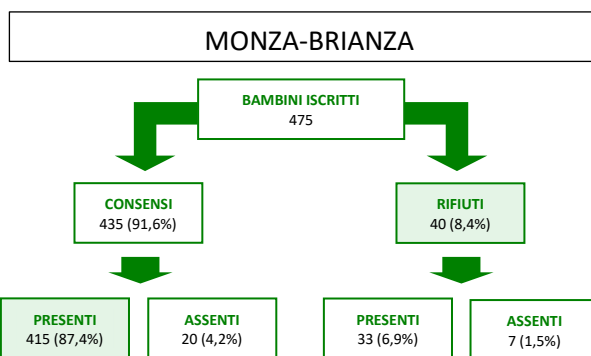 MONZA-BRIANZA
BAMBINI ISCRITTI
475
CONSENSI
435 (91,6%)
RIFIUTI
40 (8,4%)
PRESENTI
415 (87,4%)
ASSENTI
20 (4,2%)
PRESENTI
33 (6,9%)
ASSENTI
7 (1,5%)